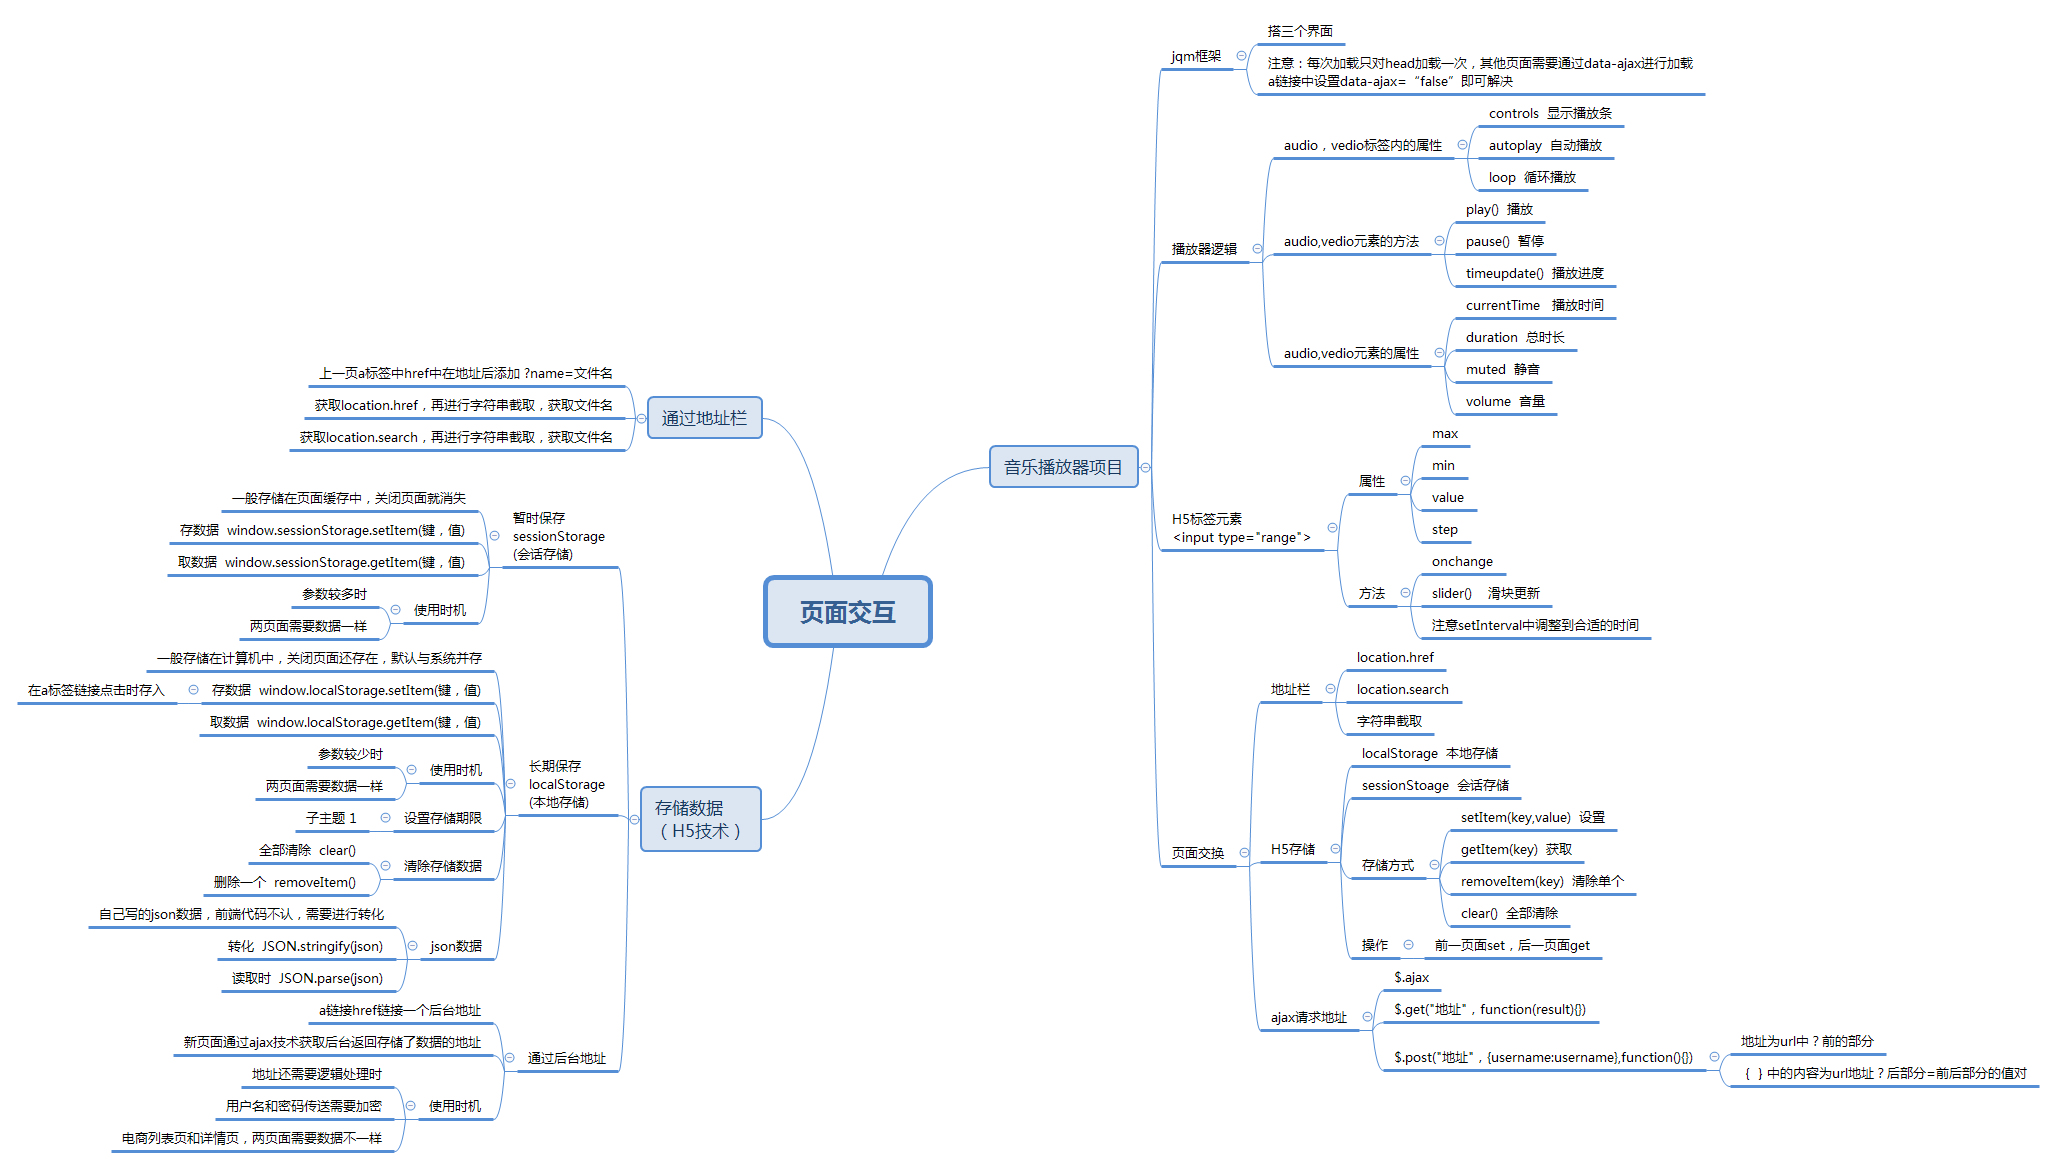 页面交互
音乐播放器项目
jqm框架
搭三个界面
注意：每次加载只对head加载一次，其他页面需要通过data-ajax进行加载
a链接中设置data-ajax=“false”即可解决
播放器逻辑
audio，vedio标签内的属性
controls 显示播放条
autoplay 自动播放
loop 循环播放
audio,vedio元素的方法
play() 播放
pause() 暂停
timeupdate() 播放进度
audio,vedio元素的属性
currentTime 播放时间
duration 总时长
muted 静音
volume 音量
H5标签元素
<input type="range">
属性
max
min
value
step
方法
onchange
slider() 滑块更新
注意setInterval中调整到合适的时间
页面交换
地址栏
location.href
location.search
字符串截取
H5存储
localStorage 本地存储
sessionStoage 会话存储
存储方式
setItem(key,value) 设置
getItem(key) 获取
removeItem(key) 清除单个
clear() 全部清除
操作
前一页面set，后一页面get
ajax请求地址
$.ajax
$.get("地址"，function(result){})
$.post("地址"，{username:username},function(){})
地址为url中？前的部分
｛ ｝中的内容为url地址？后部分=前后部分的值对
通过地址栏
上一页a标签中href中在地址后添加 ?name=文件名
获取location.href，再进行字符串截取，获取文件名
获取location.search，再进行字符串截取，获取文件名
存储数据
（H5技术）
暂时保存
sessionStorage
(会话存储)
一般存储在页面缓存中，关闭页面就消失
存数据 window.sessionStorage.setItem(键，值)
取数据 window.sessionStorage.getItem(键，值)
使用时机
参数较多时
两页面需要数据一样
长期保存
localStorage
(本地存储)
一般存储在计算机中，关闭页面还存在，默认与系统并存
存数据 window.localStorage.setItem(键，值)
在a标签链接点击时存入
取数据 window.localStorage.getItem(键，值)
使用时机
参数较少时
两页面需要数据一样
设置存储期限
子主题 1
清除存储数据
全部清除 clear()
删除一个 removeItem()
json数据
自己写的json数据，前端代码不认，需要进行转化
转化 JSON.stringify(json)
读取时 JSON.parse(json)
通过后台地址
a链接href链接一个后台地址
新页面通过ajax技术获取后台返回存储了数据的地址
使用时机
地址还需要逻辑处理时
用户名和密码传送需要加密
电商列表页和详情页，两页面需要数据不一样